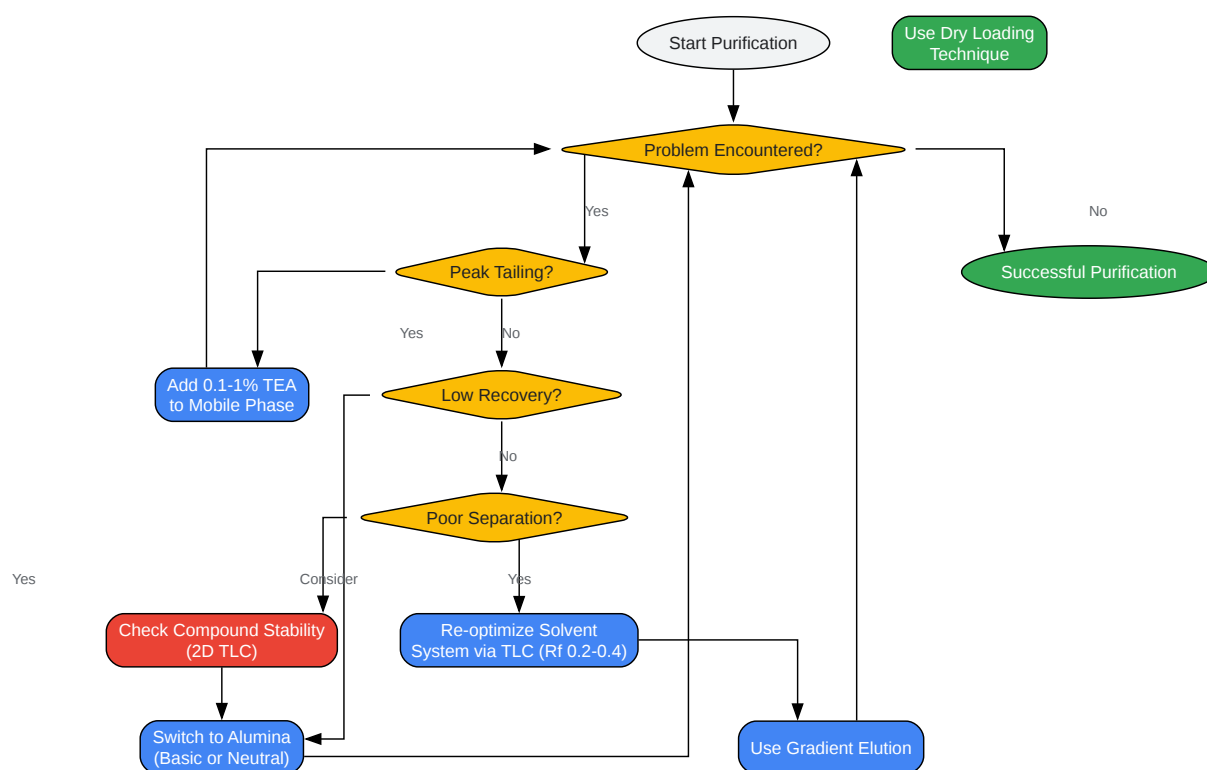 Start Purification
Use Dry Loading
Technique
Problem Encountered?
Yes
No
Peak Tailing?
Successful Purification
Yes
No
Add 0.1-1% TEA
to Mobile Phase
Low Recovery?
No
Poor Separation?
Yes
Consider
Yes
Check Compound Stability
(2D TLC)
Re-optimize Solvent
System via TLC (Rf 0.2-0.4)
Switch to Alumina
(Basic or Neutral)
Use Gradient Elution